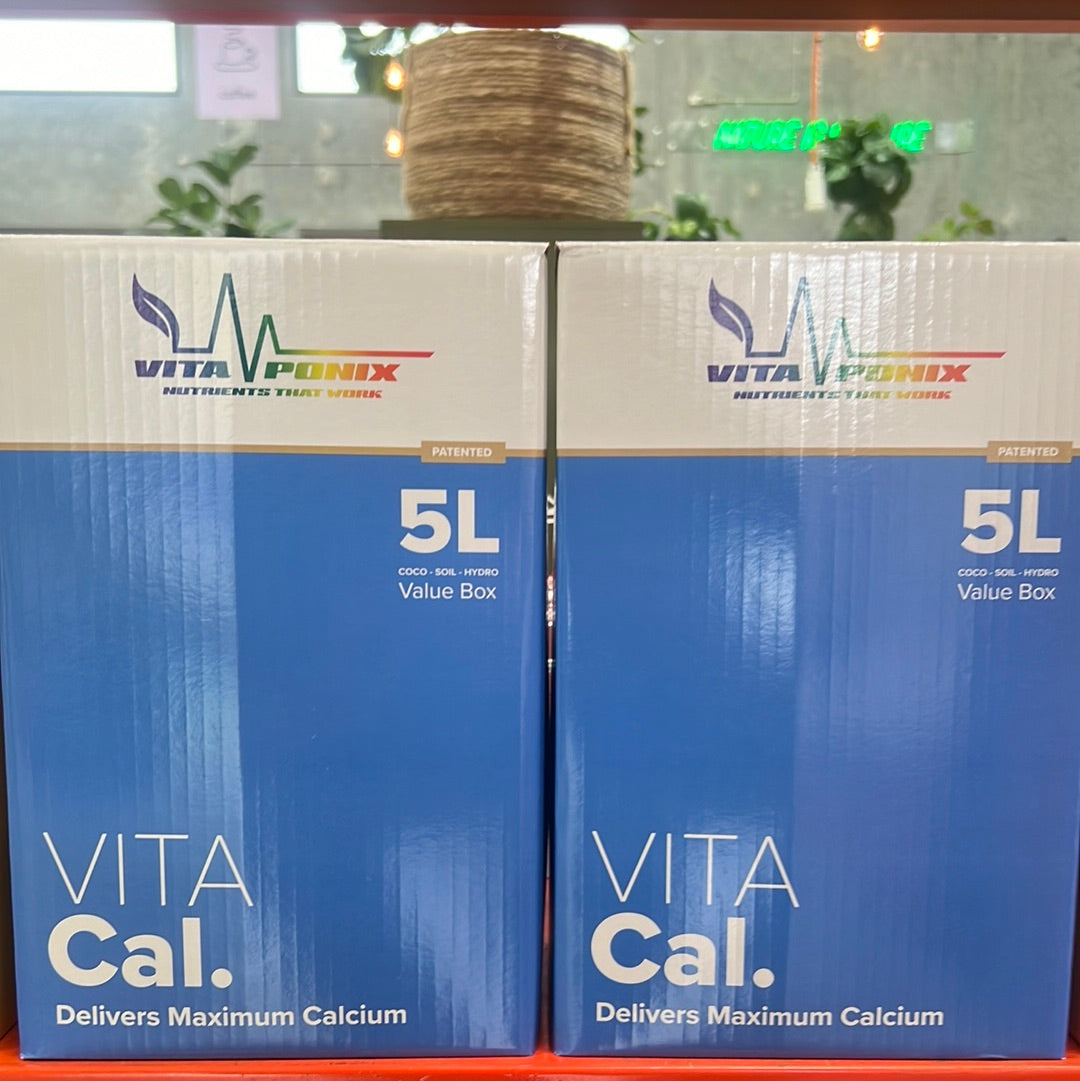 VITA PONIX
NUTRIENTS THAT WORK
PATENTED
5L
COCO - SOIL - HYDRO
Value Box
VITA
Cal.
Delivers Maximum Calcium
VITA PONIX
NUTRIENTS THAT WORK
PATENTED
5L
COCO - SOIL - HYDRO
Value Box
VITA
Cal.
Delivers Maximum Calcium